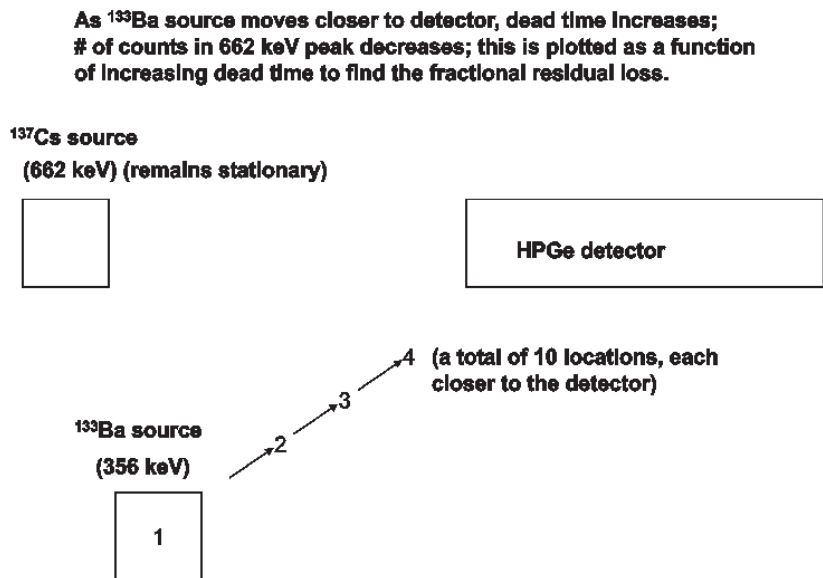 As ¹³³Ba source moves closer to detector, dead time increases;
# of counts in 662 keV peak decreases; this is plotted as a function
of increasing dead time to find the fractional residual loss.
¹³⁷Cs source
(662 keV) (remains stationary)
HPGe detector
4 (a total of 10 locations, each
closer to the detector)
3
2
¹³³Ba source
(356 keV)
1